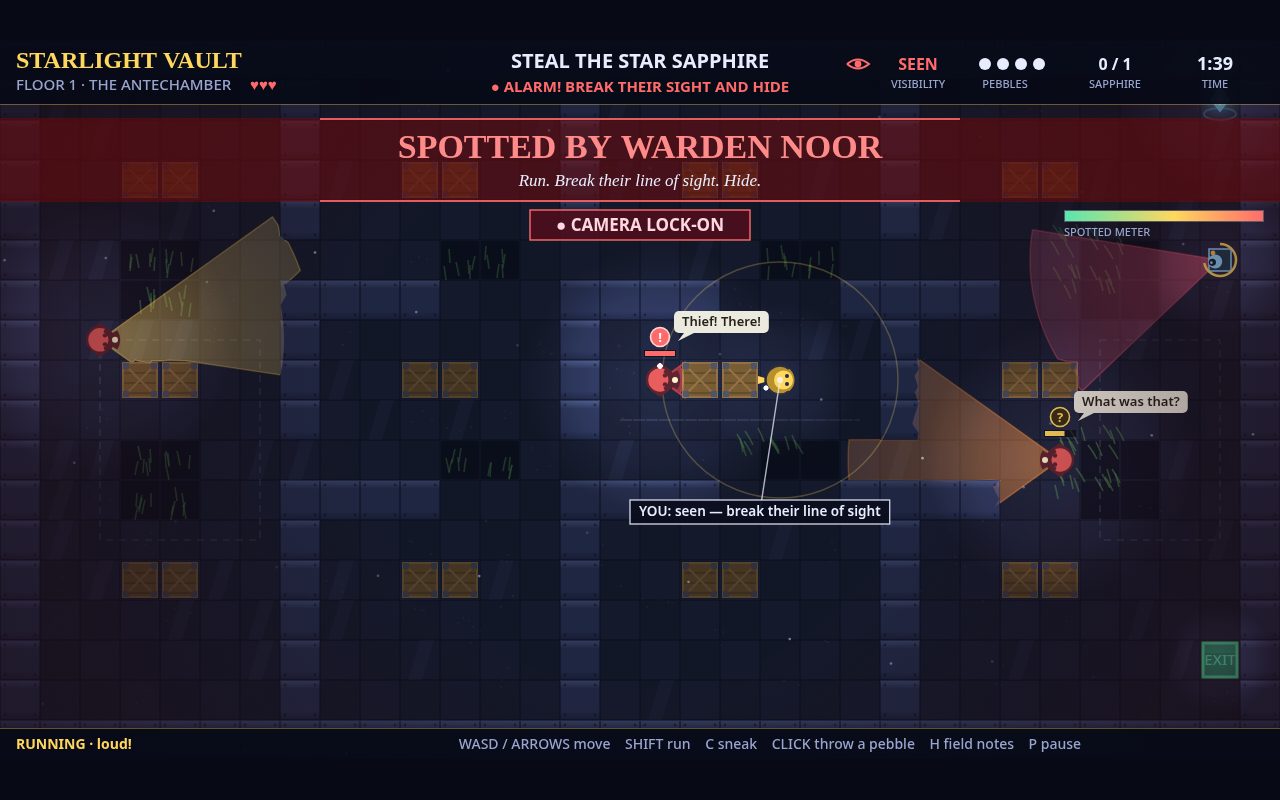 STARLIGHT VAULT
FLOOR 1 · THE ANTECHAMBER ♥♥♥
STEAL THE STAR SAPPHIRE
● ALARM! BREAK THEIR SIGHT AND HIDE
SEEN
VISIBILITY
PEBBLES
0 / 1
SAPPHIRE
1:39
TIME
SPOTTED BY WARDEN NOOR
Run. Break their line of sight. Hide.
● CAMERA LOCK-ON
SPOTTED METER
!
Thief! There!
?
What was that?
YOU: seen — break their line of sight
EXIT
RUNNING · loud!
WASD / ARROWS move SHIFT run C sneak CLICK throw a pebble H field notes P pause